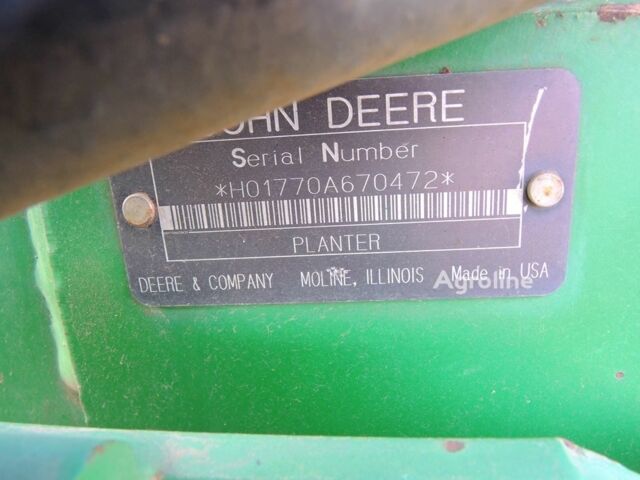 JOHN DEERE
Serial Number
*H01770A670472*
PLANTER
DEERE & COMPANY MOLINE, ILLINOIS Made in USA
Agroline